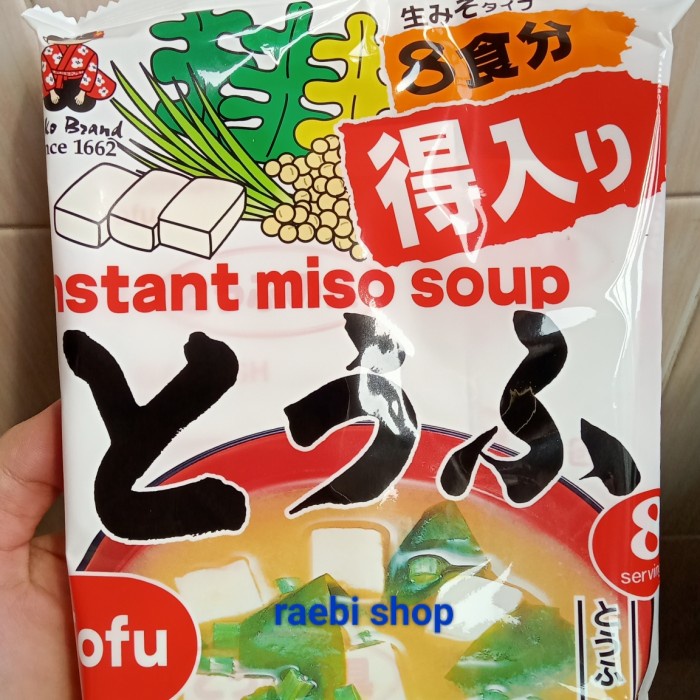 生みそタイプ
8食分
ko Brand
nce 1662
得入り
nstant miso soup
とうふ
8
servin
ofu
raebi shop
とうふ